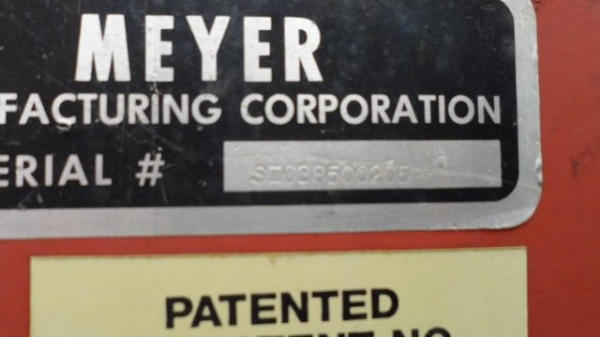 MEYER
FACTURING CORPORATION
ERIAL #
PATENTED